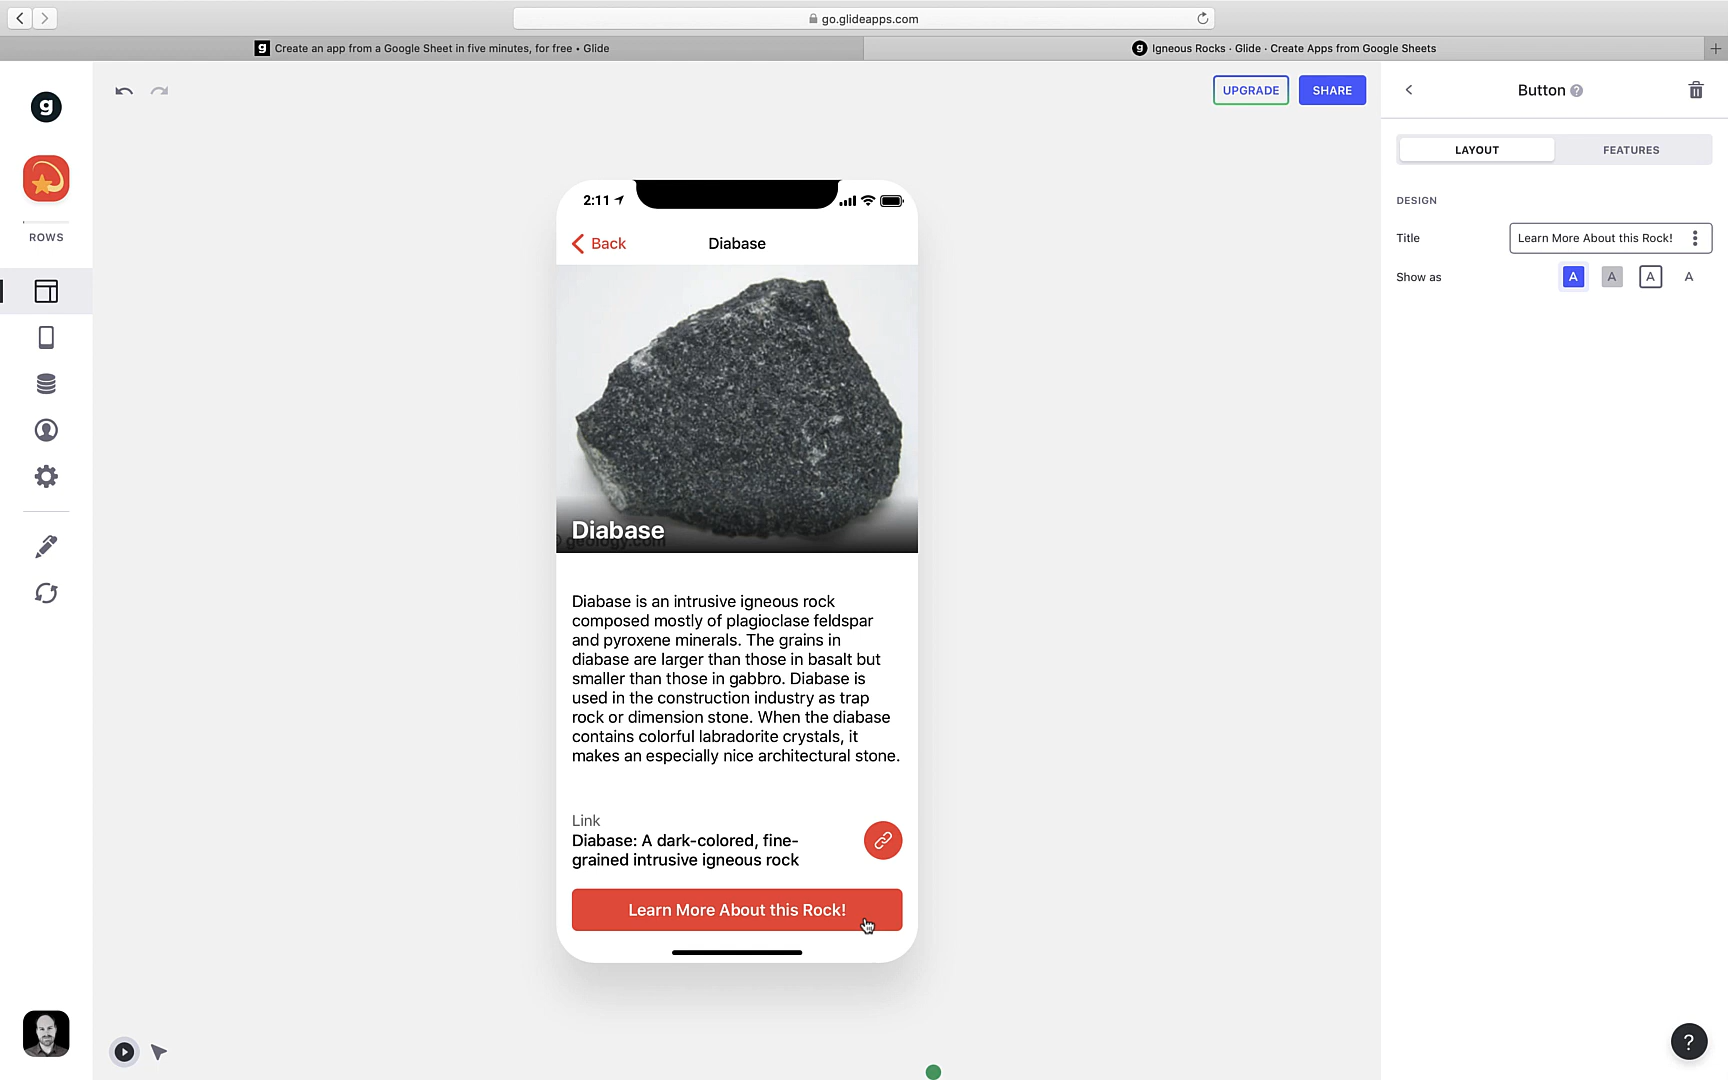 go.glideapps.com
g Create an app from a Google Sheet in five minutes, for free • Glide
g Igneous Rocks · Glide · Create Apps from Google Sheets
g
UPGRADE
SHARE
Button ?
LAYOUT
FEATURES
ROWS
DESIGN
Title
Learn More About this Rock!
Show as
A A A A
2:11
Back
Diabase
Diabase
geology.com
Diabase is an intrusive igneous rock
composed mostly of plagioclase feldspar
and pyroxene minerals. The grains in
diabase are larger than those in basalt but
smaller than those in gabbro. Diabase is
used in the construction industry as trap
rock or dimension stone. When the diabase
contains colorful labradorite crystals, it
makes an especially nice architectural stone.
Link
Diabase: A dark-colored, fine-
grained intrusive igneous rock
Learn More About this Rock!
?